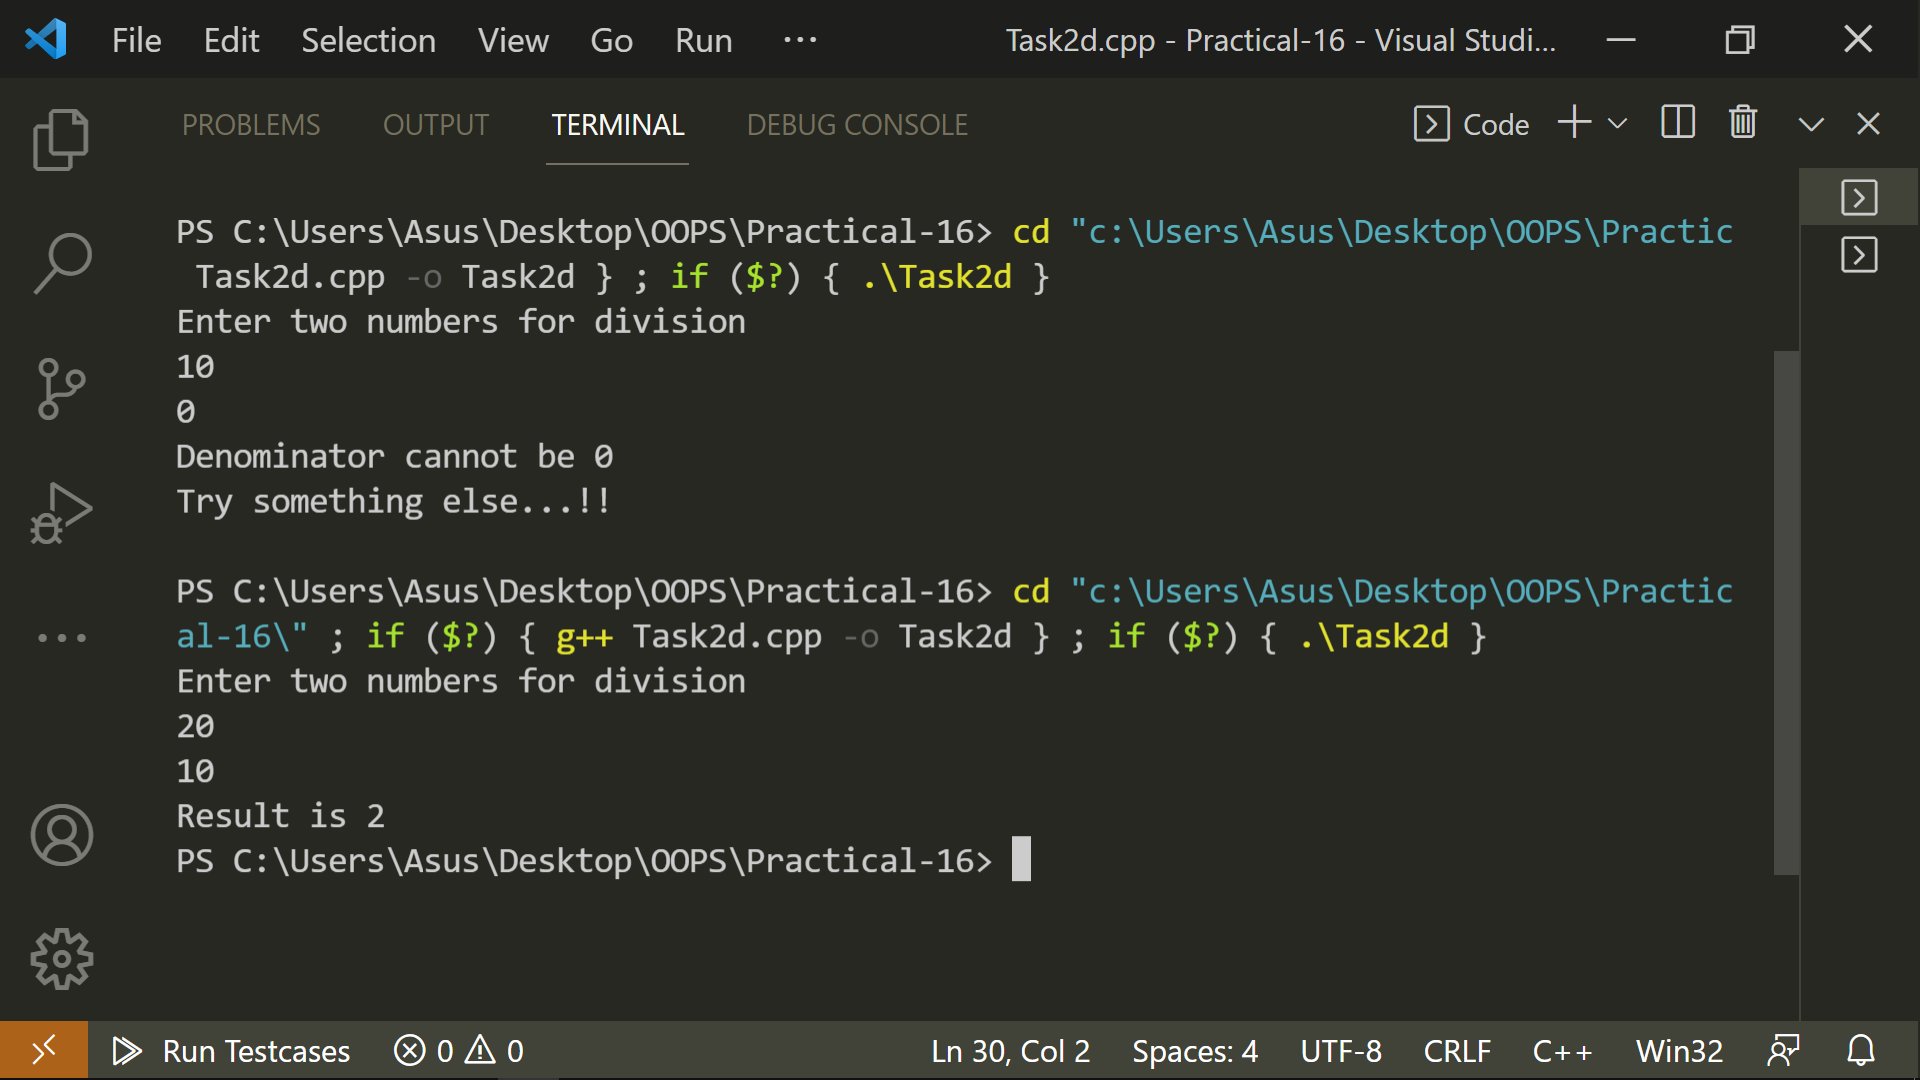 File Edit Selection View Go Run ··· Task2d.cpp - Practical-16 - Visual Studi...
PROBLEMS OUTPUT TERMINAL DEBUG CONSOLE Code
PS C:\Users\Asus\Desktop\OOPS\Practical-16> cd "c:\Users\Asus\Desktop\OOPS\Practic
Task2d.cpp -o Task2d } ; if ($?) { .\Task2d }
Enter two numbers for division
10
0
Denominator cannot be 0
Try something else...!!
PS C:\Users\Asus\Desktop\OOPS\Practical-16> cd "c:\Users\Asus\Desktop\OOPS\Practic
al-16\" ; if ($?) { g++ Task2d.cpp -o Task2d } ; if ($?) { .\Task2d }
Enter two numbers for division
20
10
Result is 2
PS C:\Users\Asus\Desktop\OOPS\Practical-16>
Run Testcases 0 0 Ln 30, Col 2 Spaces: 4 UTF-8 CRLF C++ Win32